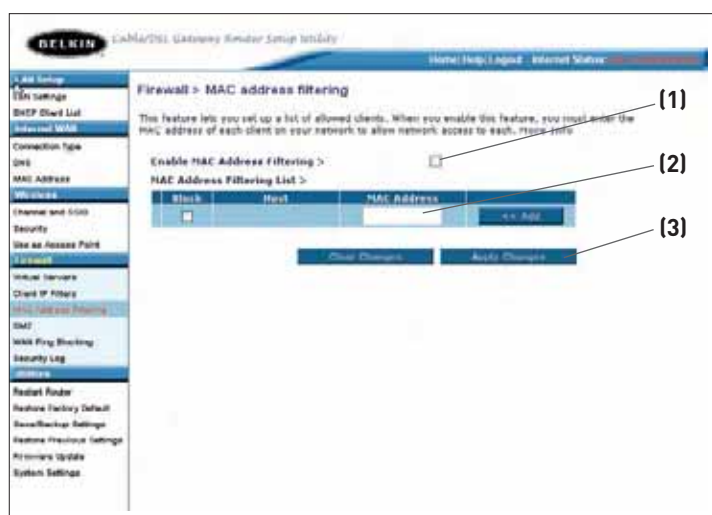 BELKIN Cable/DSL Gateway Router Setup Utility
Home|Help|Logout Internet Status:
LAN Setup
LAN Settings
DHCP Client List
Internet WAN
Connection Type
DNS
MAC Address
Wireless
Channel and SSID
Security
Use as Access Point
Firewall
Virtual Servers
Client IP Filters
MAC Address Filtering
DMZ
WAN Ping Blocking
Security Log
Utilities
Restart Router
Restore Factory Default
Save/Backup Settings
Restore Previous Settings
Firmware Update
System Settings
Firewall > MAC address filtering
This feature lets you set up a list of allowed clients. When you enable this feature, you must enter the
MAC address of each client on your network to allow network access to each. More Info
Enable MAC Address Filtering >
MAC Address Filtering List >
Block Host MAC Address
<< Add
Clear Changes Apply Changes
(1)
(2)
(3)